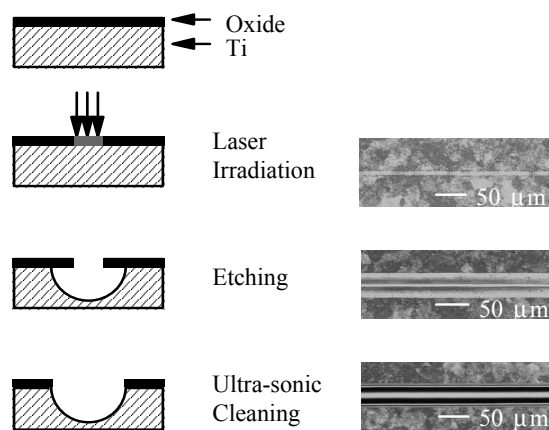 Oxide
Ti
Laser
Irradiation
50 µm
Etching
50 µm
Ultra-sonic
Cleaning
50 µm